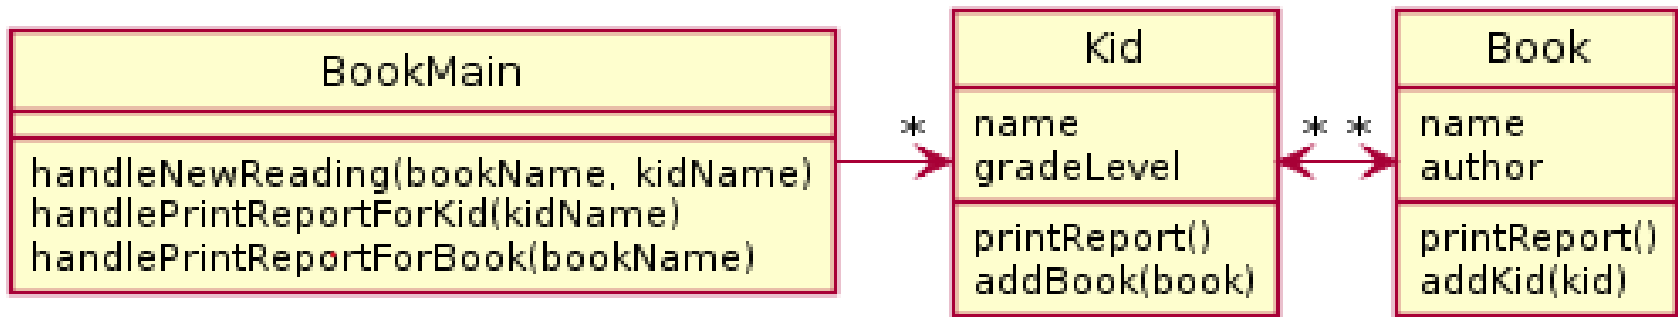 BookMain
handleNewReading(bookName, kidName)
handlePrintReportForKid(kidName)
handlePrintReportForBook(bookName)
*
Kid
name
gradeLevel
printReport()
addBook(book)
* *
Book
name
author
printReport()
addKid(kid)